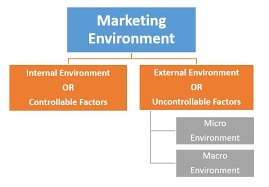 Marketing
Environment
Internal Environment
OR
Controllable Factors
External Environment
OR
Uncontrollable Factors
Micro
Environment
Macro
Environment